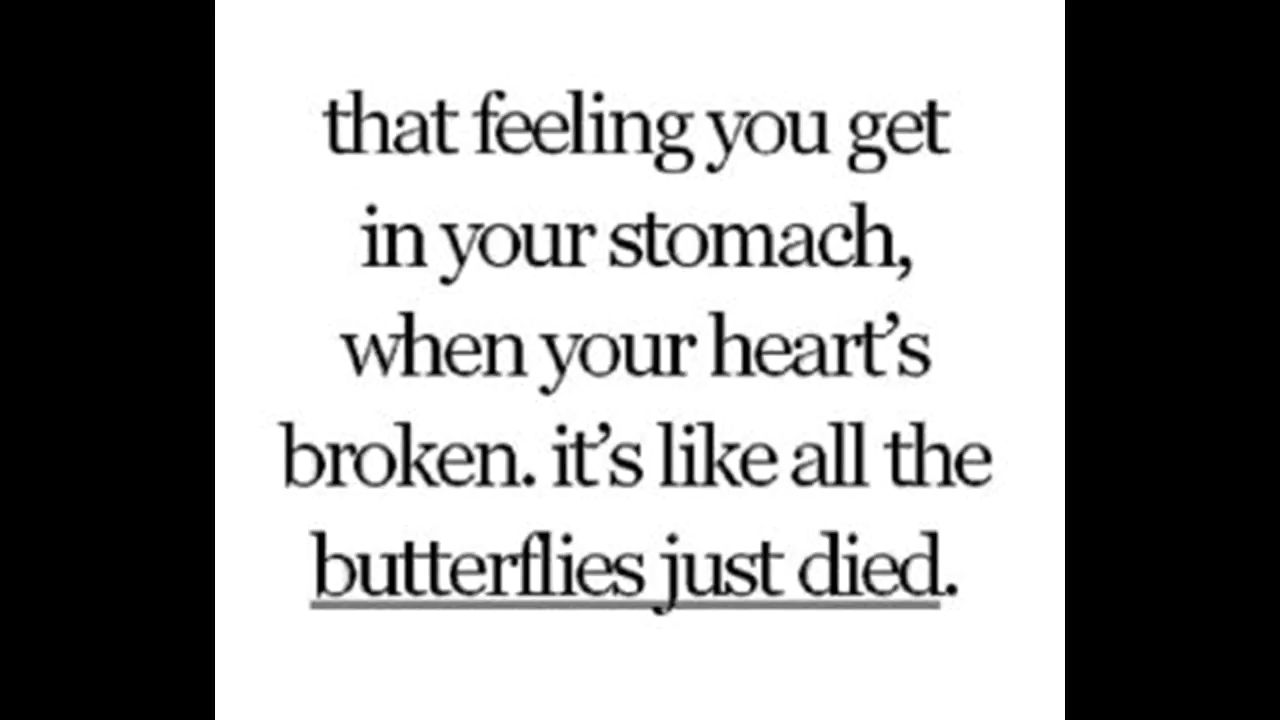 that feeling you get
in your stomach,
when your heart’s
broken. it’s like all the
butterflies just died.